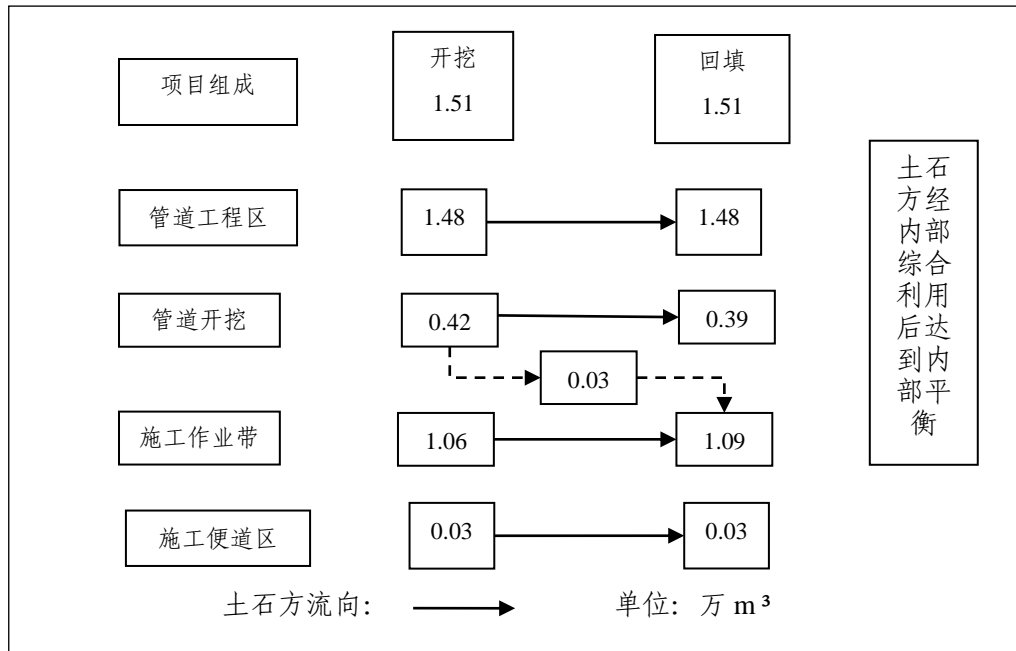 项目组成
开挖
1.51
回填
1.51
管道工程区
1.48
1.48
管道开挖
0.42
0.39
0.03
施工作业带
1.06
1.09
施工便道区
0.03
0.03
土石
方经
内部
综合
利用
后达
到内
部平
衡
土石方流向：
单位：万 m³